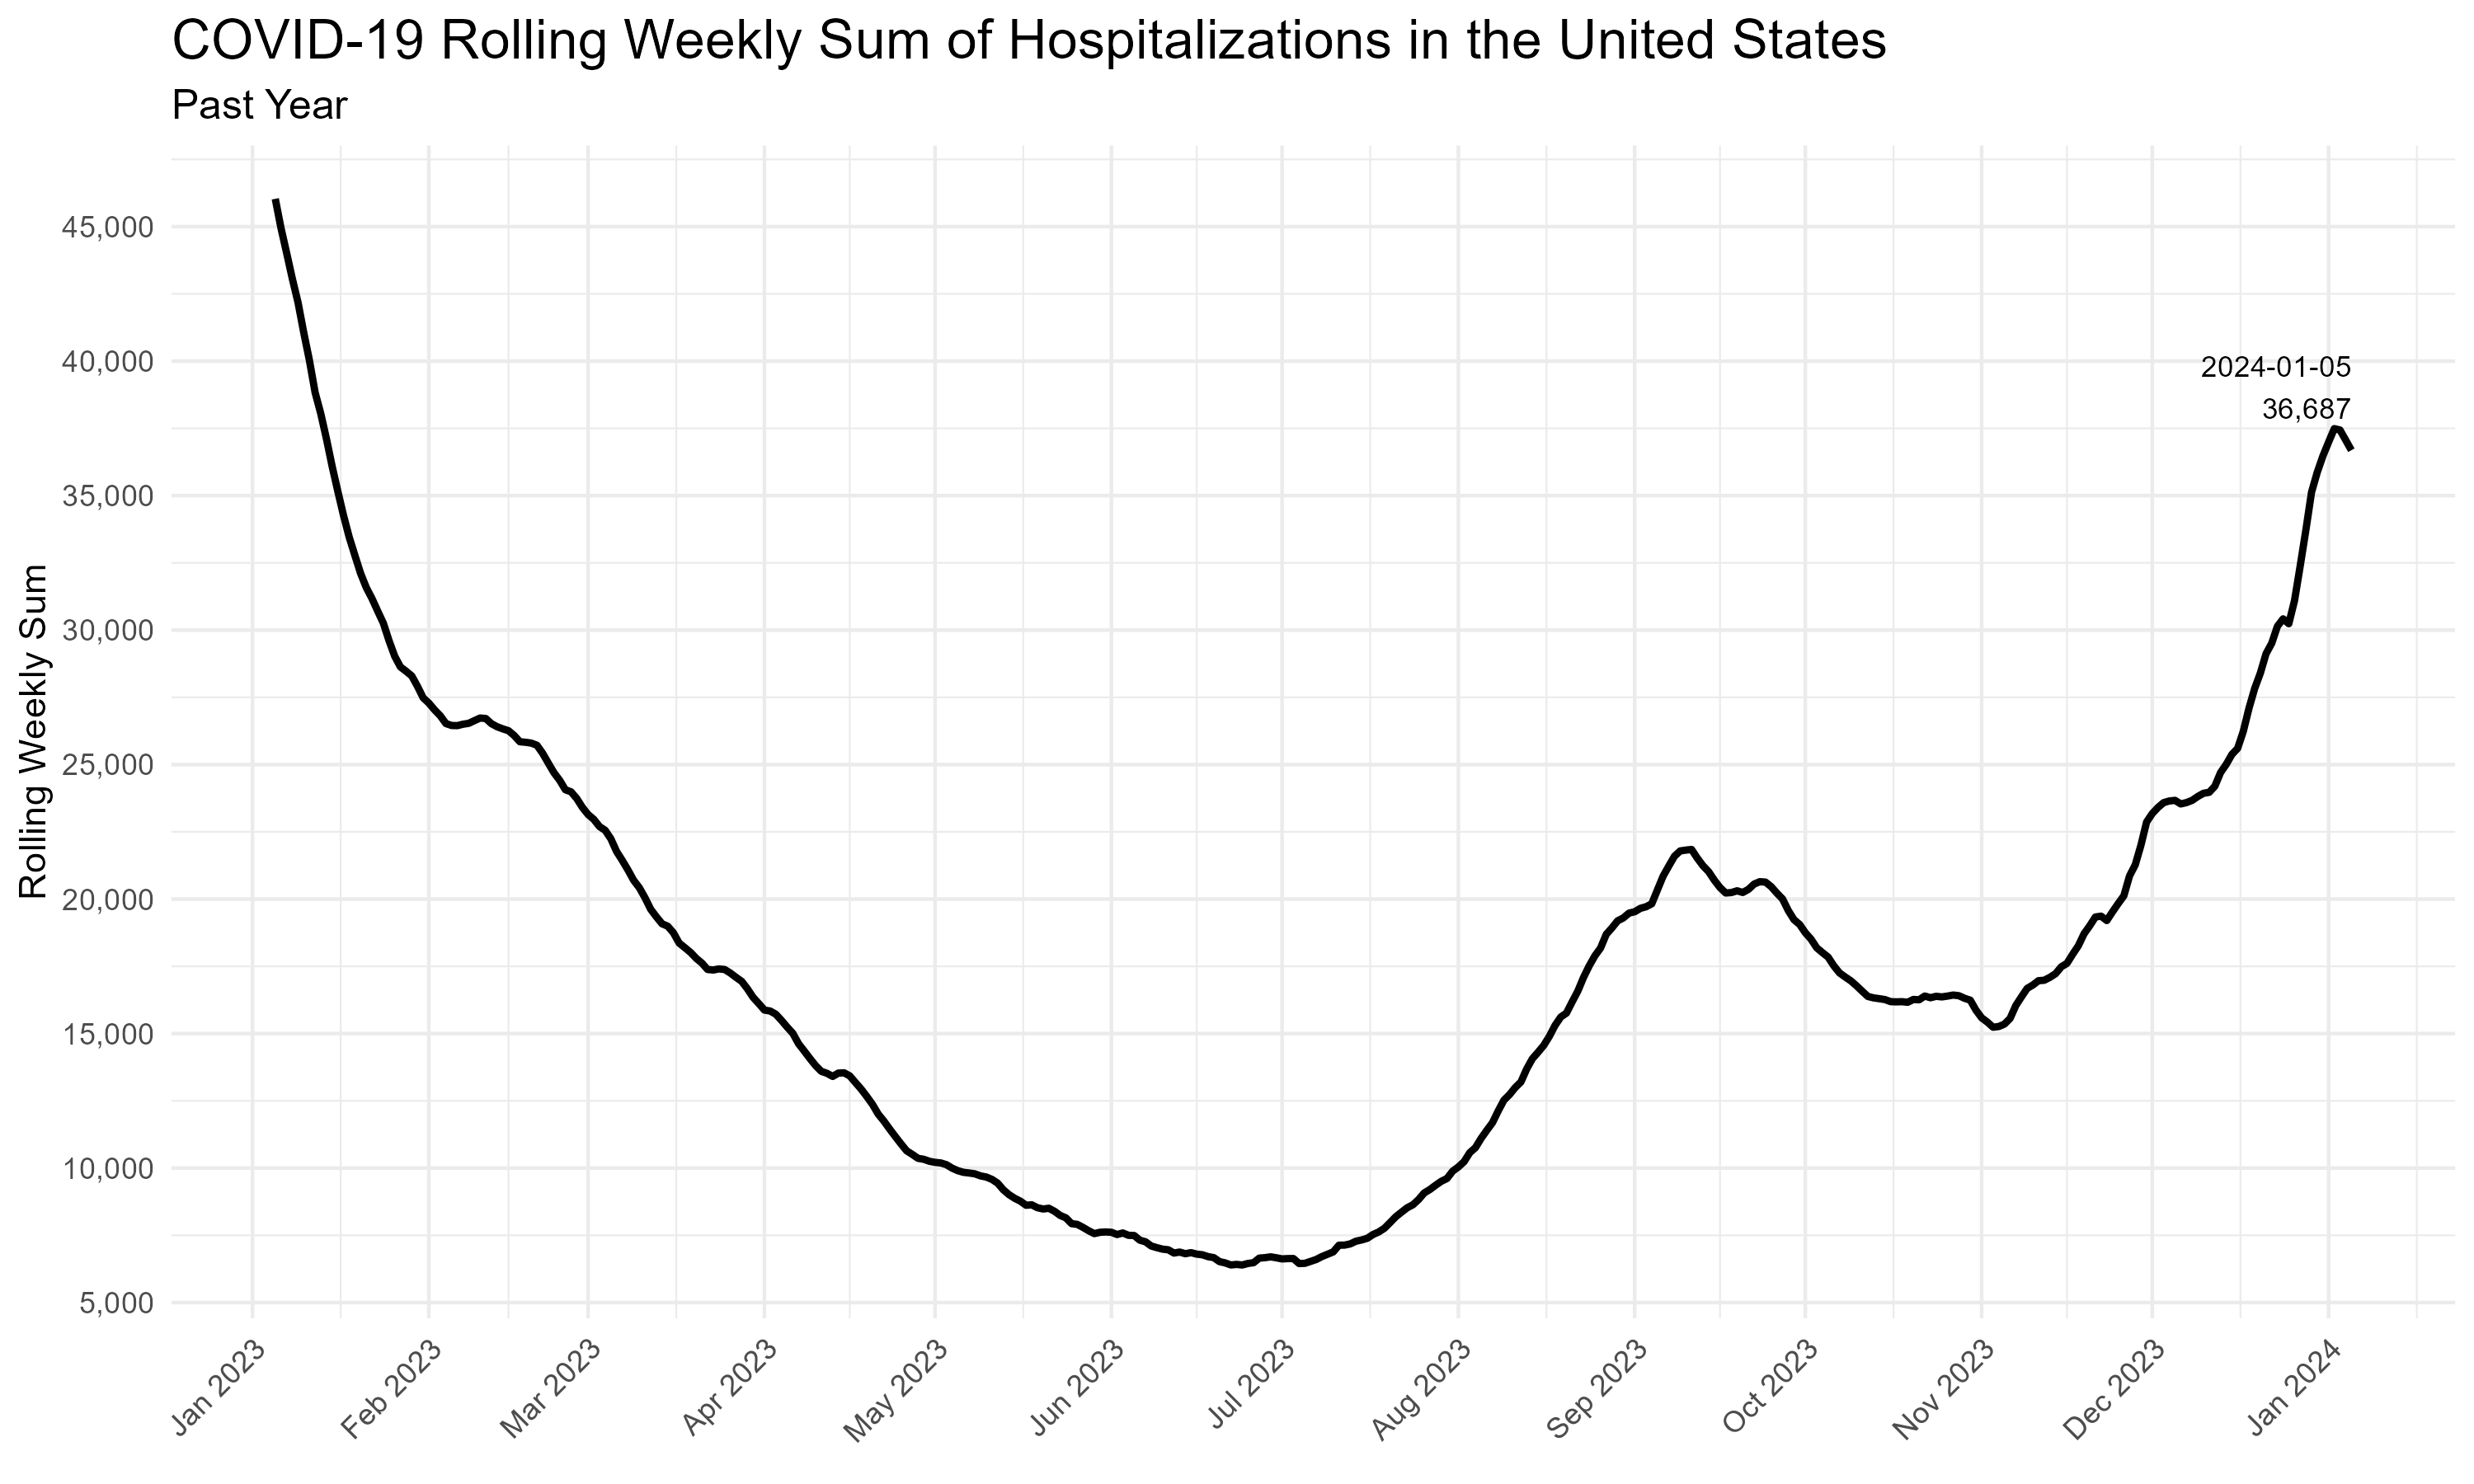 COVID-19 Rolling Weekly Sum of Hospitalizations in the United States
Past Year
Rolling Weekly Sum
45,000
40,000
35,000
30,000
25,000
20,000
15,000
10,000
5,000
2024-01-05
36,687
Jan 2023
Feb 2023
Mar 2023
Apr 2023
May 2023
Jun 2023
Jul 2023
Aug 2023
Sep 2023
Oct 2023
Nov 2023
Dec 2023
Jan 2024